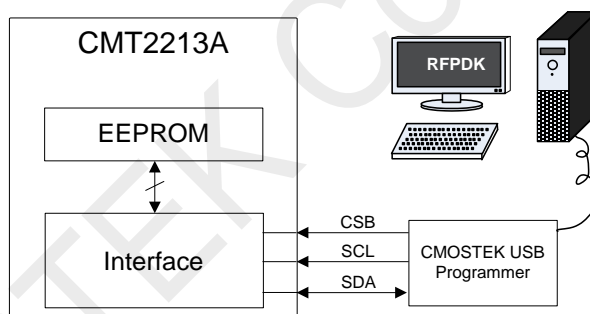 CMT2213A
RFPDK
EEPROM
CSB
SCL
SDA
Interface
CMOSTEK USB
Programmer